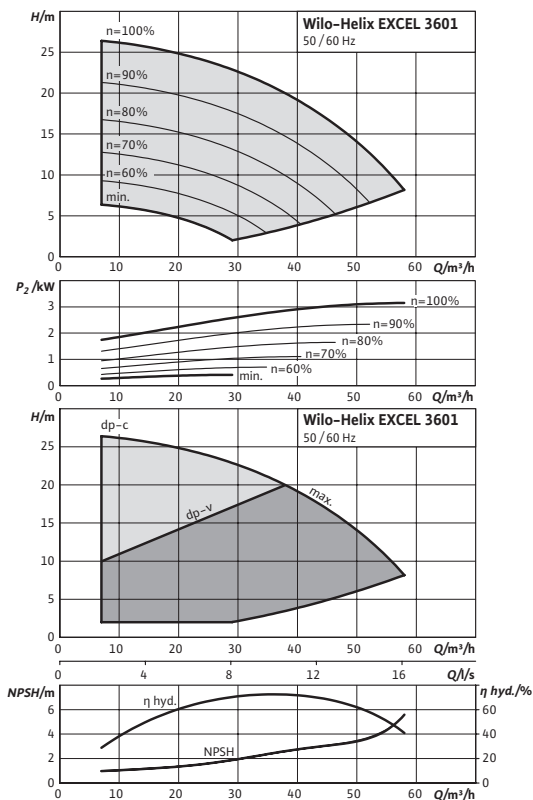 H/m
Wilo-Helix EXCEL 3601
50 / 60 Hz
n=100%
25
n=90%
20
n=80%
15
n=70%
10
n=60%
min.
5
0
0 10 20 30 40 50 60 Q/m³/h
P₂ /kW
3
n=100%
n=90%
2
n=80%
n=70%
1
n=60%
min.
0
0 10 20 30 40 50 60 Q/m³/h
H/m
Wilo-Helix EXCEL 3601
50 / 60 Hz
dp-c
25
20
max.
dp-v
15
10
5
0
0 10 20 30 40 50 60 Q/m³/h
0 4 8 12 16 Q/l/s
NPSH/m
η hyd./%
η hyd.
6 60
4 40
NPSH
2 20
0 0
0 10 20 30 40 50 60 Q/m³/h